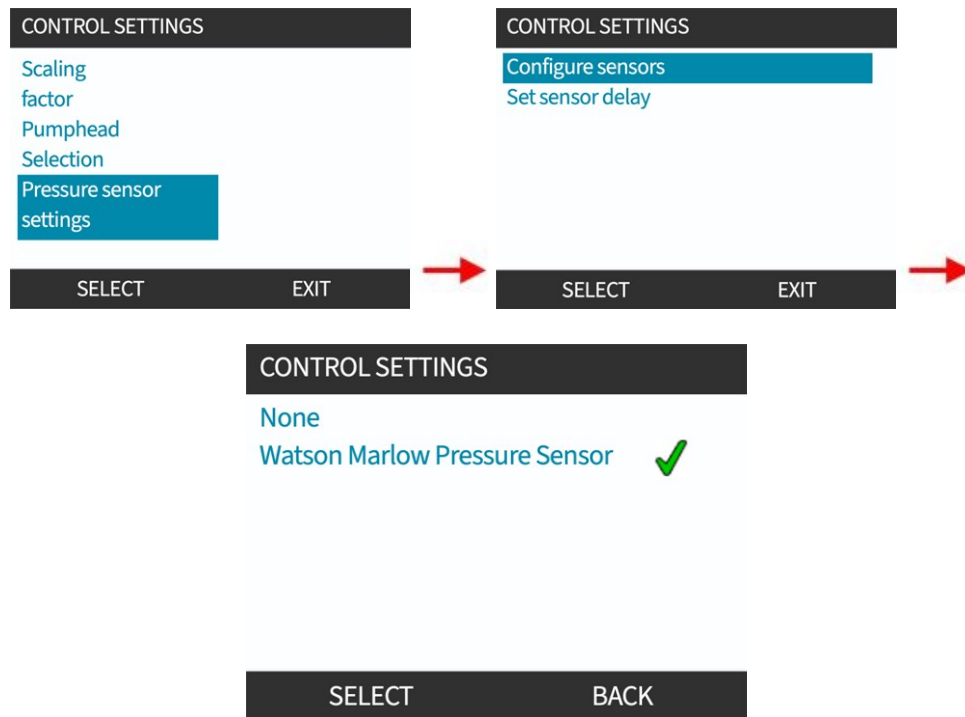 CONTROL SETTINGS
Scaling
factor
Pumphead
Selection
Pressure sensor
settings
SELECT EXIT
CONTROL SETTINGS
Configure sensors
Set sensor delay
SELECT EXIT
CONTROL SETTINGS
None
Watson Marlow Pressure Sensor
SELECT BACK